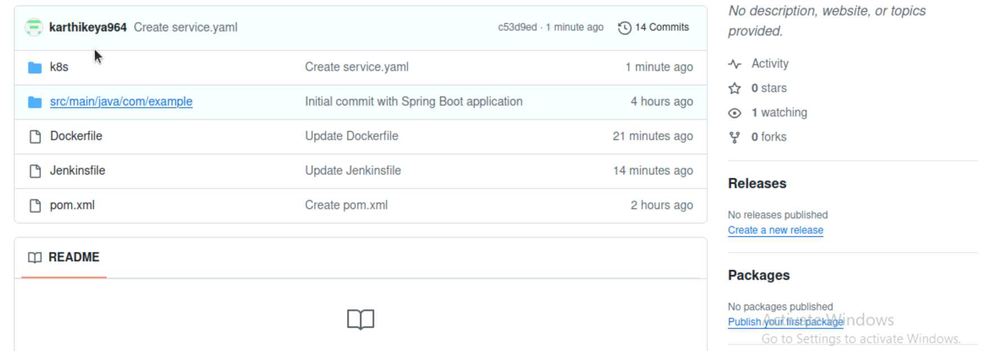 karthikeya964 Create service.yaml c53d9ed · 1 minute ago 14 Commits
k8s Create service.yaml 1 minute ago
src/main/java/com/example Initial commit with Spring Boot application 4 hours ago
Dockerfile Update Dockerfile 21 minutes ago
Jenkinsfile Update Jenkinsfile 14 minutes ago
pom.xml Create pom.xml 2 hours ago
README
No description, website, or topics
provided.
Activity
0 stars
1 watching
0 forks
Releases
No releases published
Create a new release
Packages
No packages published
Publish your first package
Activate Windows
Go to Settings to activate Windows.